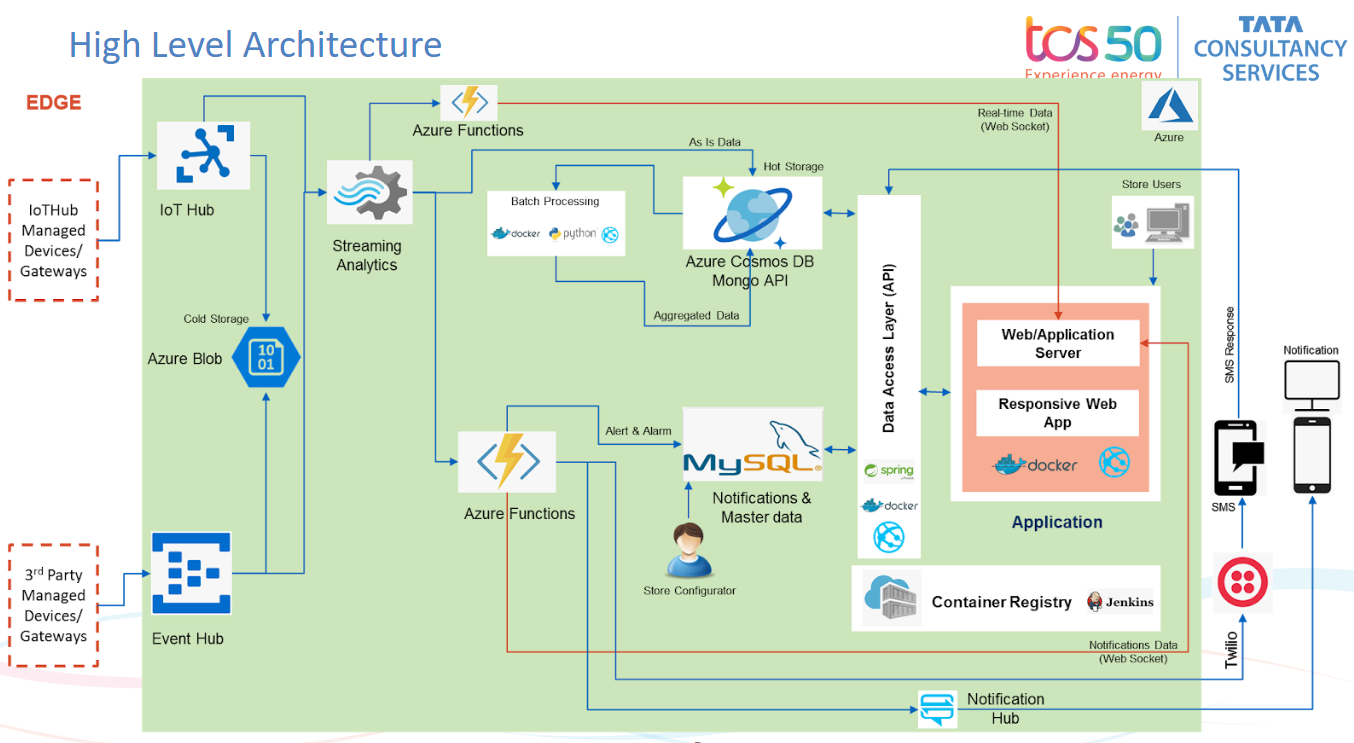 High Level Architecture
tcs 50
Experience energy
TATA
CONSULTANCY
SERVICES
EDGE
IoTHub
Managed
Devices/
Gateways
3rd Party
Managed
Devices/
Gateways
IoT Hub
Cold Storage
Azure Blob
10
01
Event Hub
Azure Functions
Streaming
Analytics
As Is Data
Hot Storage
Batch Processing
docker
python
Azure Cosmos DB
Mongo API
Aggregated Data
Real-time Data
(Web Socket)
Azure
Store Users
Data Access Layer (API)
spring
docker
Web/Application
Server
Responsive Web
App
docker
Application
Azure Functions
Alert & Alarm
MySQL®
Notifications &
Master data
Store Configurator
Container Registry
Jenkins
Notifications Data
(Web Socket)
Notification
Hub
SMS Response
SMS
Twilio
Notification